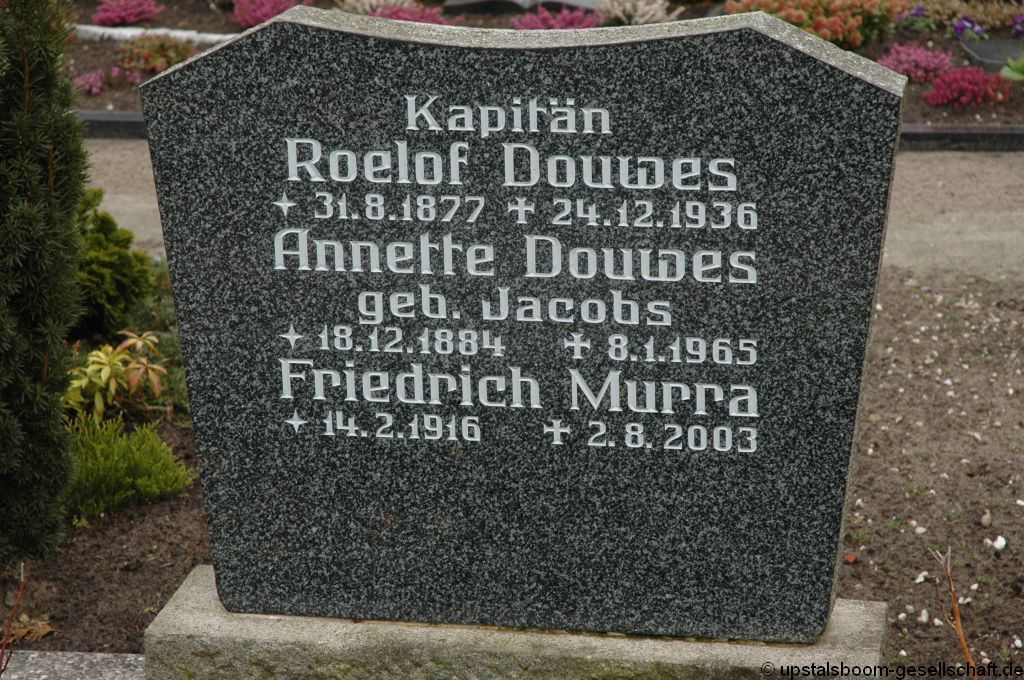 Kapitän
Roelof Douwes
✦ 31.8.1877 ✝ 24.12.1936
Annette Douwes
geb. Jacobs
✦ 18.12.1884 ✝ 8.1.1965
Friedrich Murra
✦ 14.2.1916 ✝ 2.8.2003
© upstalsboom-gesellschaft.de